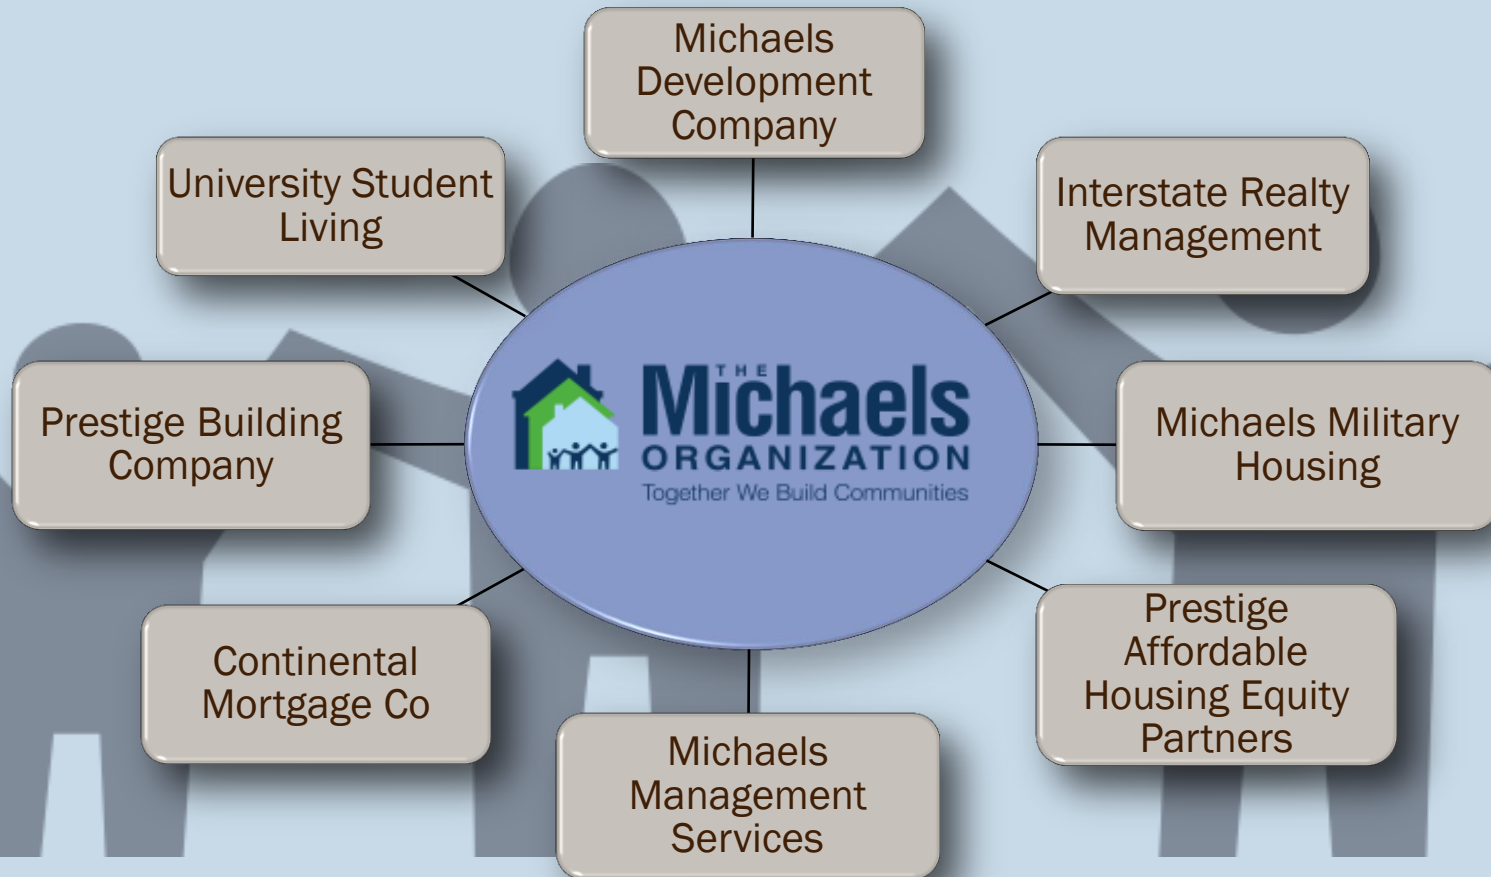 Michaels
Development
Company
University Student
Living
Interstate Realty
Management
THE
Michaels
ORGANIZATION
Together We Build Communities
Prestige Building
Company
Michaels Military
Housing
Continental
Mortgage Co
Prestige
Affordable
Housing Equity
Partners
Michaels
Management
Services